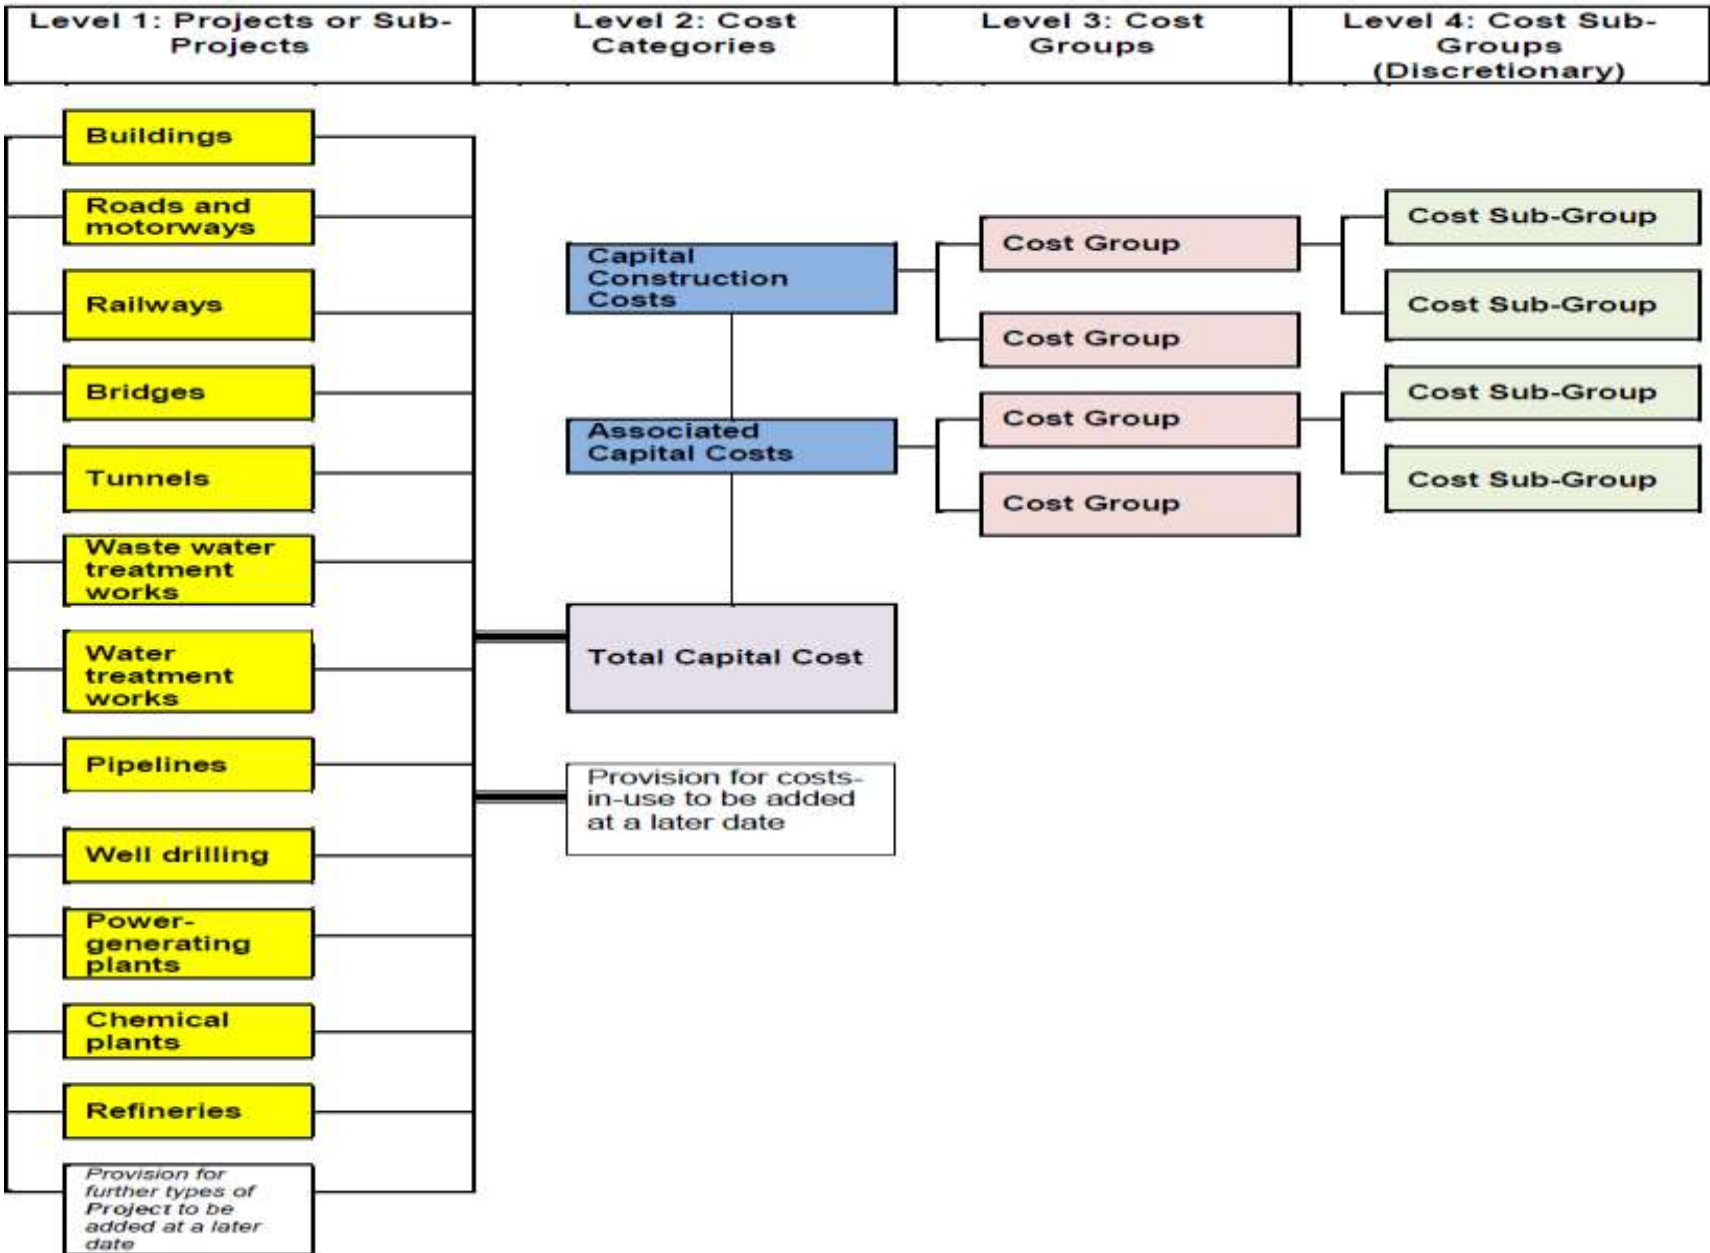 Level 1: Projects or Sub-
Projects
Level 2: Cost
Categories
Level 3: Cost
Groups
Level 4: Cost Sub-
Groups
(Discretionary)
Buildings
Roads and
motorways
Railways
Bridges
Tunnels
Waste water
treatment
works
Water
treatment
works
Pipelines
Well drilling
Power-
generating
plants
Chemical
plants
Refineries
Provision for
further types of
Project to be
added at a later
date
Capital
Construction
Costs
Associated
Capital Costs
Total Capital Cost
Provision for costs-
in-use to be added
at a later date
Cost Group
Cost Group
Cost Group
Cost Group
Cost Sub-Group
Cost Sub-Group
Cost Sub-Group
Cost Sub-Group